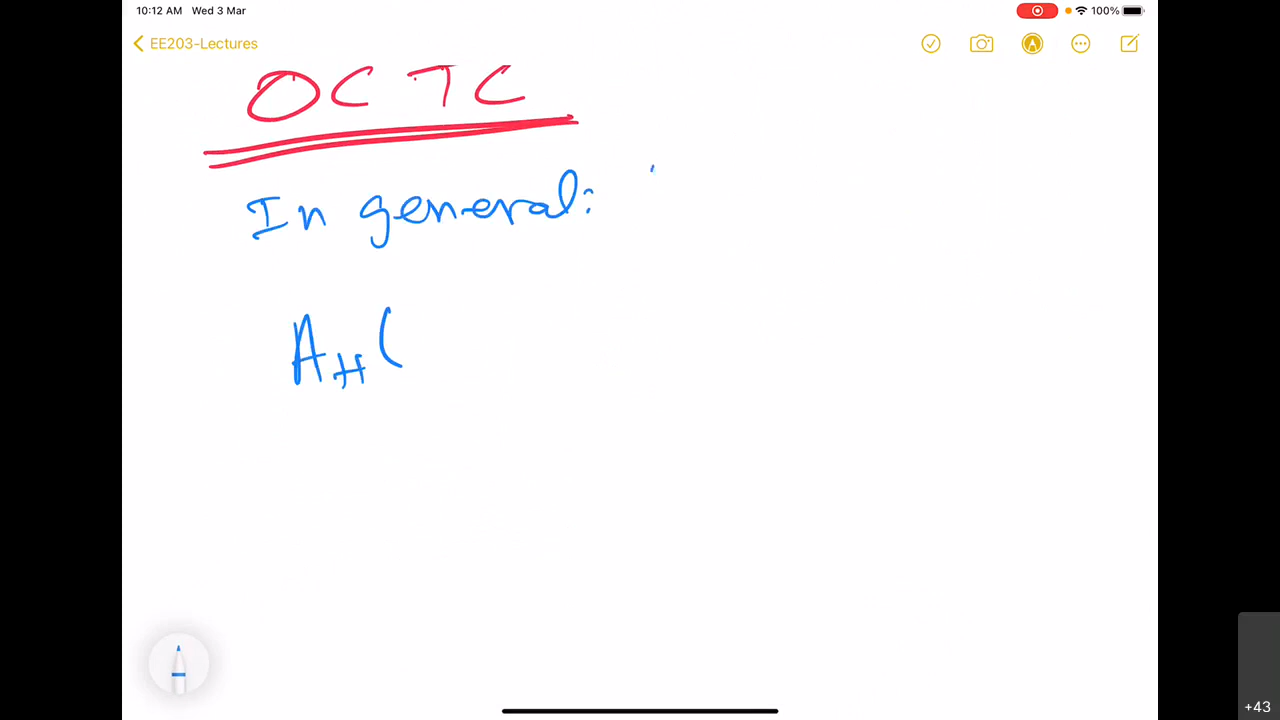 10:12 AM Wed 3 Mar 100%
EE203-Lectures
OCTC
In general:
A_H(
+43